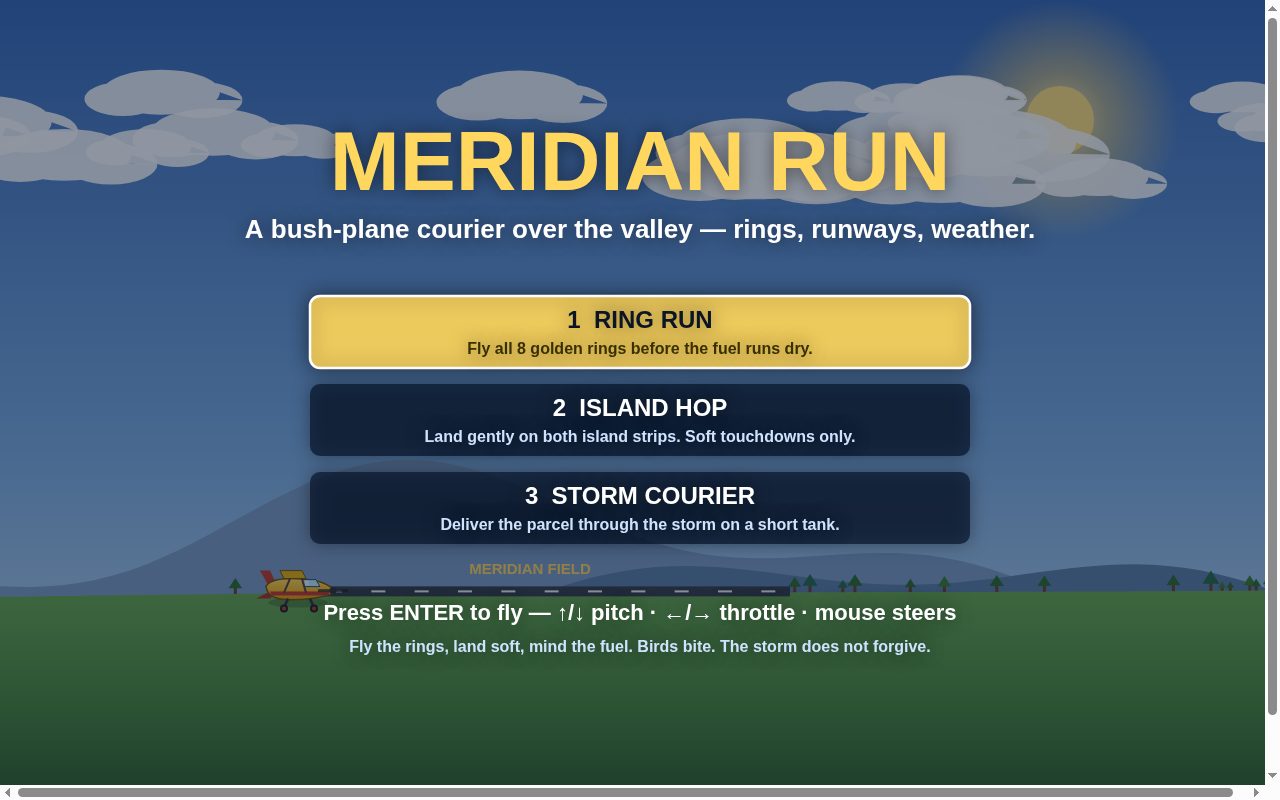 MERIDIAN RUN
A bush-plane courier over the valley — rings, runways, weather.
1 RING RUN
Fly all 8 golden rings before the fuel runs dry.
2 ISLAND HOP
Land gently on both island strips. Soft touchdowns only.
3 STORM COURIER
Deliver the parcel through the storm on a short tank.
MERIDIAN FIELD
Press ENTER to fly — ↑/↓ pitch · ←/→ throttle · mouse steers
Fly the rings, land soft, mind the fuel. Birds bite. The storm does not forgive.